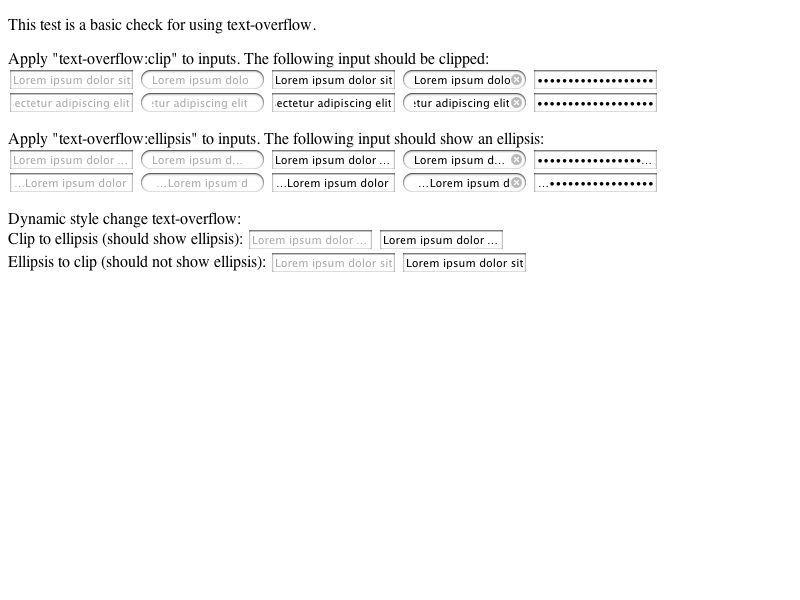 This test is a basic check for using text-overflow.
Apply "text-overflow:clip" to inputs. The following input should be clipped:
Lorem ipsum dolor sit Lorem ipsum dolo Lorem ipsum dolor sit Lorem ipsum dolo ••••••••••••••••••
ectetur adipiscing elit :tur adipiscing elit ectetur adipiscing elit :tur adipiscing elit ••••••••••••••••••
Apply "text-overflow:ellipsis" to inputs. The following input should show an ellipsis:
Lorem ipsum dolor ... Lorem ipsum d... Lorem ipsum dolor ... Lorem ipsum d... ••••••••••••••••...
...Lorem ipsum dolor ...Lorem ipsum d ...Lorem ipsum dolor ...Lorem ipsum d ...••••••••••••••••
Dynamic style change text-overflow:
Clip to ellipsis (should show ellipsis): Lorem ipsum dolor ... Lorem ipsum dolor ...
Ellipsis to clip (should not show ellipsis): Lorem ipsum dolor sit Lorem ipsum dolor sit